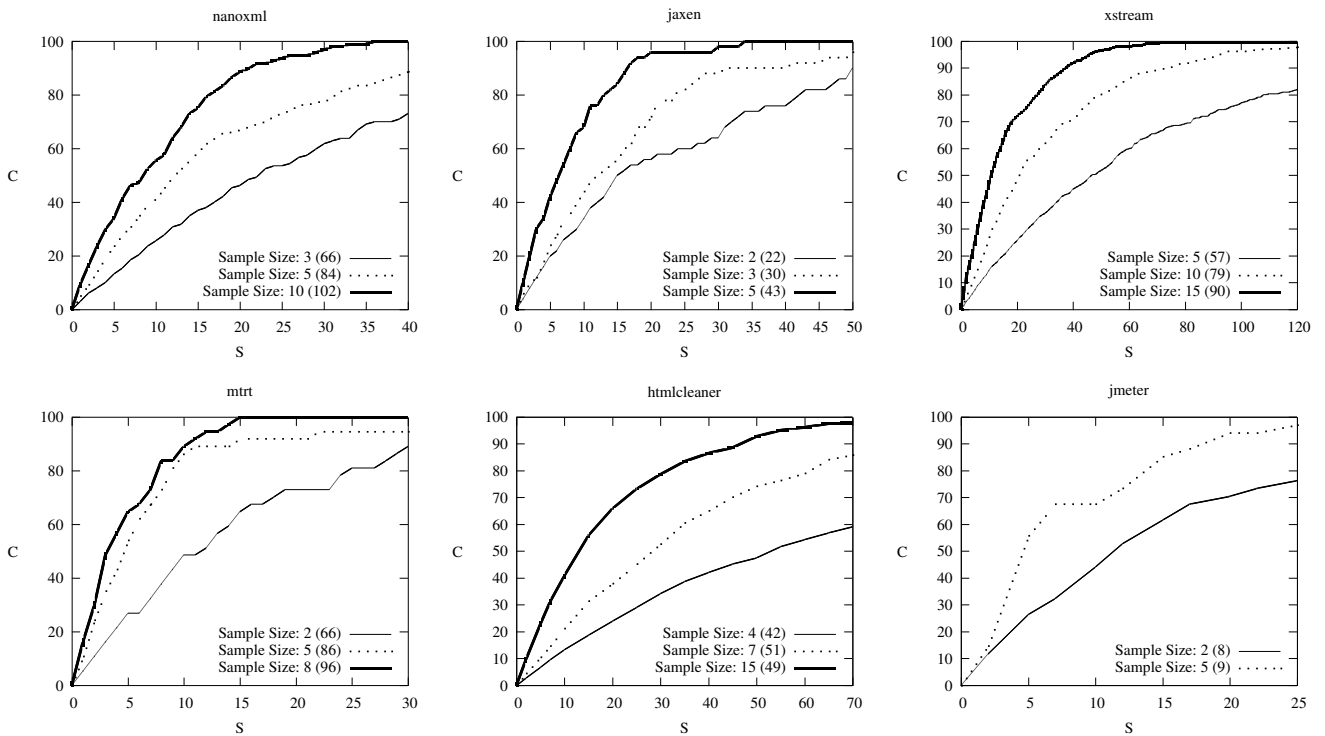 nanoxml
100
80
60
40
20
0
C
Sample Size: 3 (66)
Sample Size: 5 (84)
Sample Size: 10 (102)
0 5 10 15 20 25 30 35 40
S
jaxen
100
80
60
40
20
0
C
Sample Size: 2 (22)
Sample Size: 3 (30)
Sample Size: 5 (43)
0 5 10 15 20 25 30 35 40 45 50
S
xstream
100
90
80
70
60
50
40
30
20
10
0
C
Sample Size: 5 (57)
Sample Size: 10 (79)
Sample Size: 15 (90)
0 20 40 60 80 100 120
S
mtrt
100
80
60
40
20
0
C
Sample Size: 2 (66)
Sample Size: 5 (86)
Sample Size: 8 (96)
0 5 10 15 20 25 30
S
htmlcleaner
100
90
80
70
60
50
40
30
20
10
0
C
Sample Size: 4 (42)
Sample Size: 7 (51)
Sample Size: 15 (49)
0 10 20 30 40 50 60 70
S
jmeter
100
90
80
70
60
50
40
30
20
10
0
C
Sample Size: 2 (8)
Sample Size: 5 (9)
0 5 10 15 20 25
S